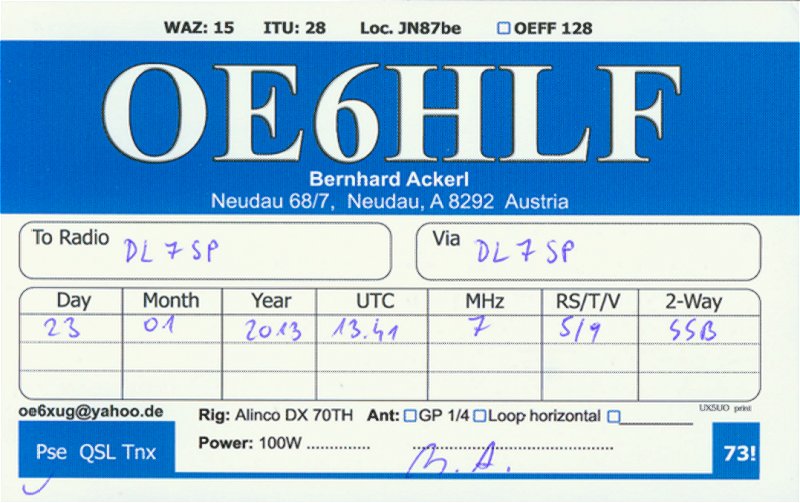 WAZ: 15 ITU: 28 Loc. JN87be OEFF 128
OE6HLF
Bernhard Ackerl
Neudau 68/7, Neudau, A 8292 Austria
To Radio DL7SP Via DL7SP
Day Month Year UTC MHz RS/T/V 2-Way
23 01 2013 13.41 7 5/9 SSB
oe6xug@yahoo.de Rig: Alinco DX 70TH Ant: GP 1/4 Loop horizontal
UX5UO print
Pse QSL Tnx Power: 100W ............ B. A. 73!